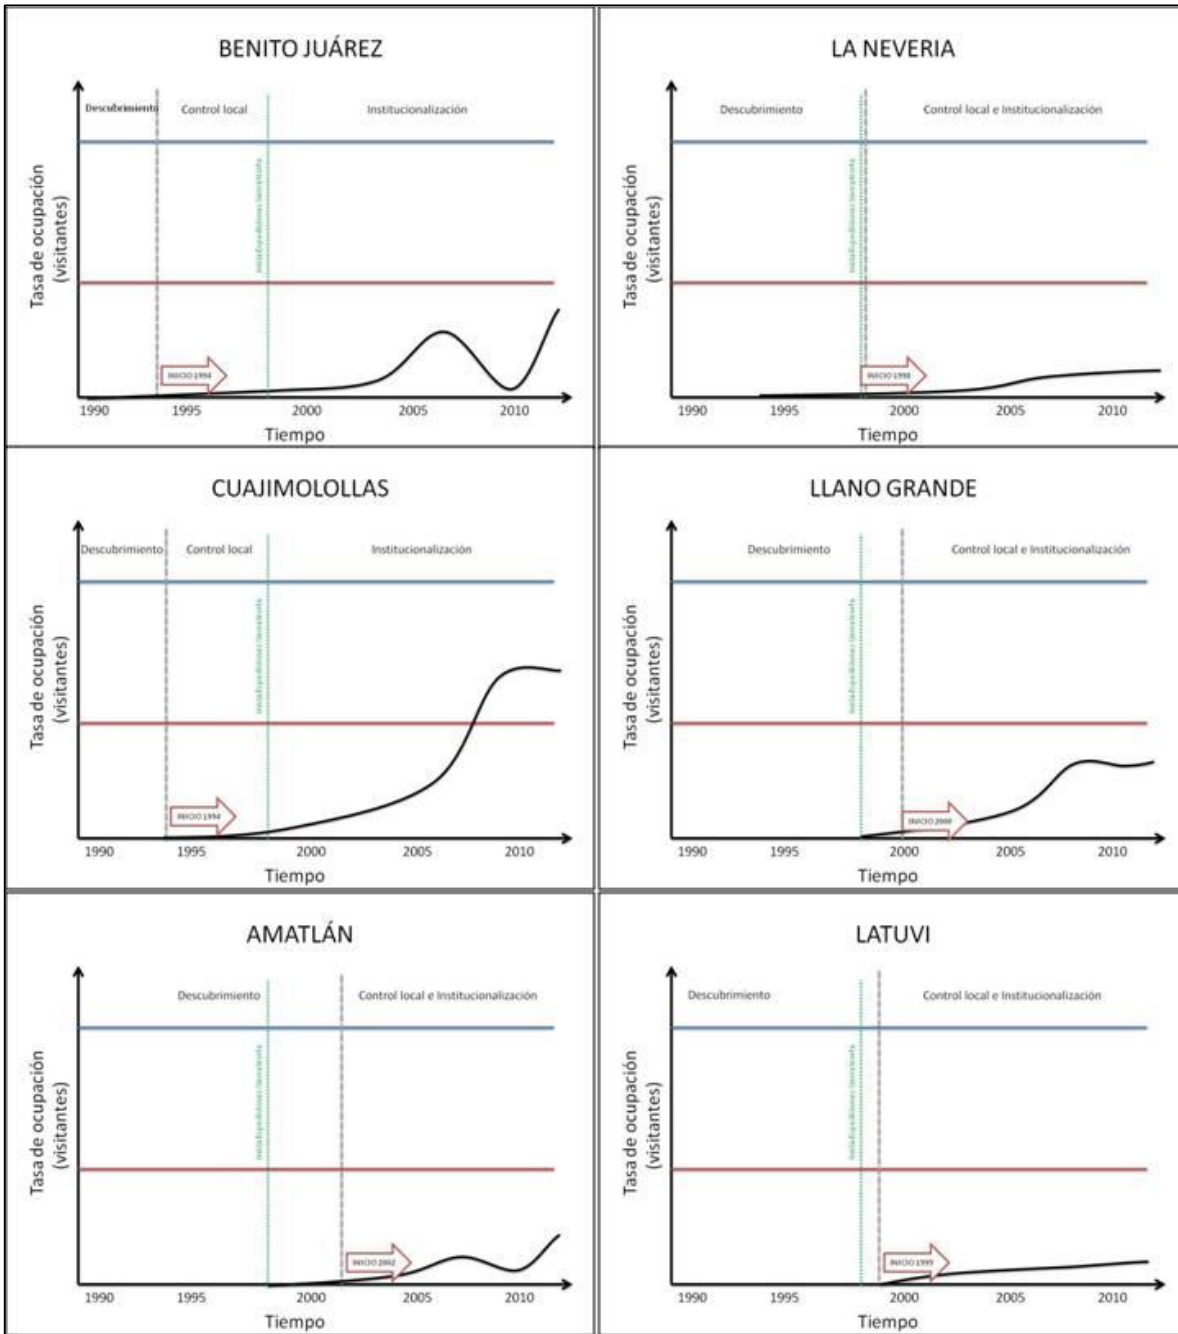 BENITO JUÁREZ
Descubrimiento Control local Institucionalización
Tasa de ocupación
(visitantes)
INICIO 1994
1990 1995 2000 2005 2010
Tiempo
LA NEVERIA
Descubrimiento Control local e Institucionalización
Tasa de ocupación
(visitantes)
INICIO 1998
1990 1995 2000 2005 2010
Tiempo
CUAJIMOLOLLAS
Descubrimiento Control local Institucionalización
Tasa de ocupación
(visitantes)
INICIO 1994
1990 1995 2000 2005 2010
Tiempo
LLANO GRANDE
Descubrimiento Control local e Institucionalización
Tasa de ocupación
(visitantes)
INICIO 2000
1990 1995 2000 2005 2010
Tiempo
AMATLÁN
Descubrimiento Control local e Institucionalización
Tasa de ocupación
(visitantes)
INICIO 2002
1990 1995 2000 2005 2010
Tiempo
LATUVI
Descubrimiento Control local e Institucionalización
Tasa de ocupación
(visitantes)
INICIO 1999
1990 1995 2000 2005 2010
Tiempo